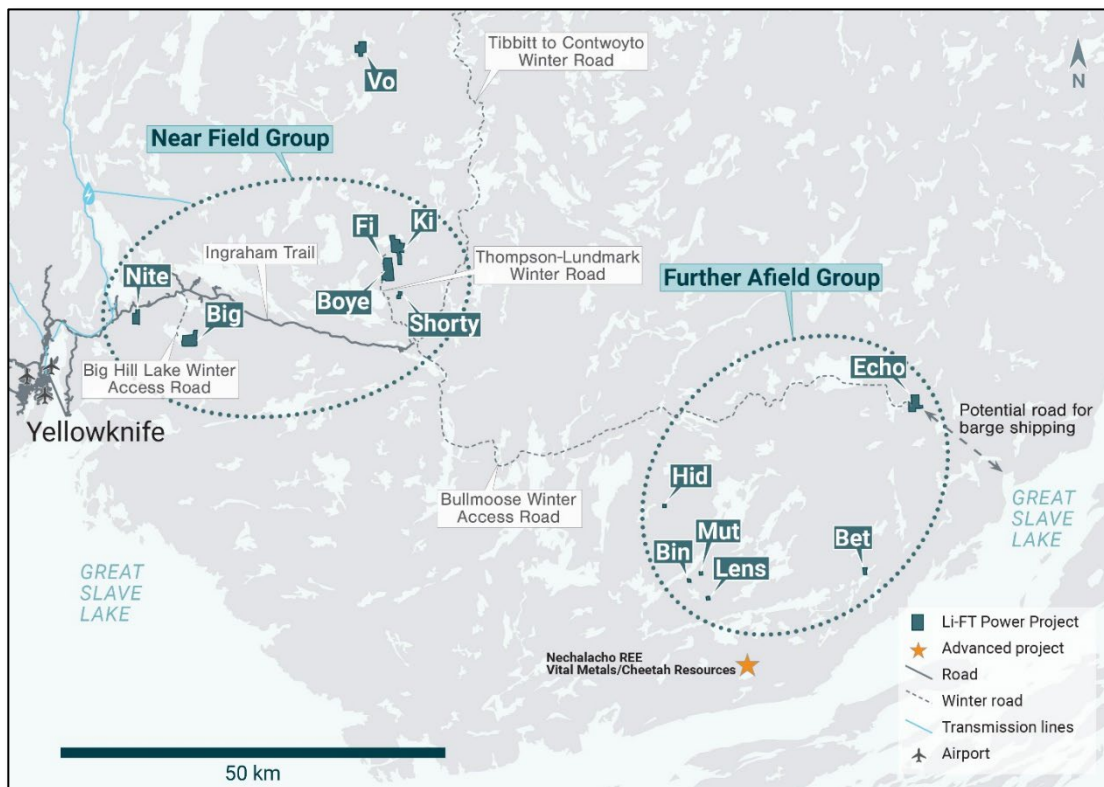 Tibbitt to Contwoyto
Winter Road
N
Vo
Near Field Group
Fi
Ki
Ingraham Trail
Thompson-Lundmark
Winter Road
Nite
Boye
Further Afield Group
Big
Shorty
Big Hill Lake Winter
Access Road
Echo
Yellowknife
Potential road for
barge shipping
Hid
Bullmoose Winter
Access Road
GREAT
SLAVE
LAKE
Mut
Bin
Bet
Lens
GREAT
SLAVE
LAKE
Li-FT Power Project
Advanced project
Road
Winter road
Transmission lines
Airport
Nechalacho REE
Vital Metals/Cheetah Resources
50 km